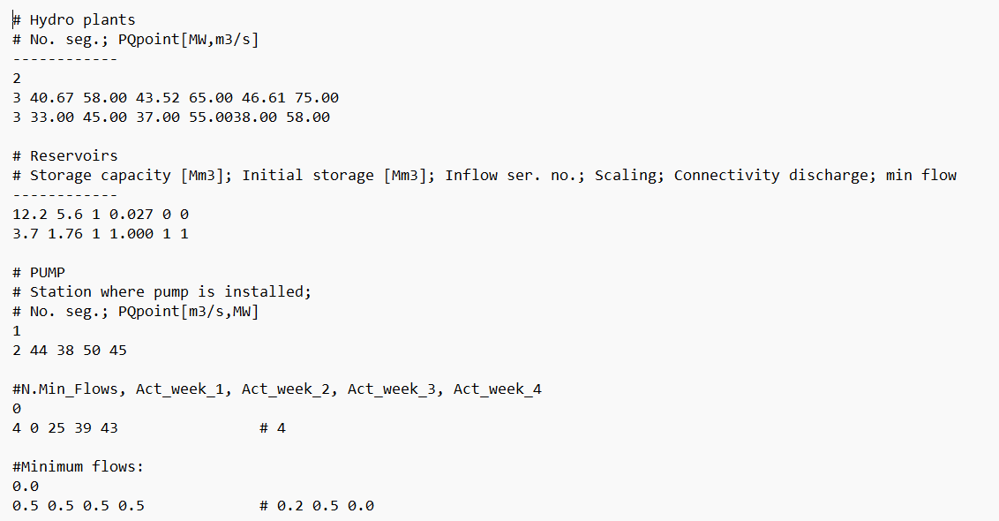 # Hydro plants
# No. seg.; PQpoint[MW,m3/s]
------------
2
3 40.67 58.00 43.52 65.00 46.61 75.00
3 33.00 45.00 37.00 55.0038.00 58.00
# Reservoirs
# Storage capacity [Mm3]; Initial storage [Mm3]; Inflow ser. no.; Scaling; Connectivity discharge; min flow
------------
12.2 5.6 1 0.027 0 0
3.7 1.76 1 1.000 1 1
# PUMP
# Station where pump is installed;
# No. seg.; PQpoint[m3/s,MW]
1
2 44 38 50 45
#N.Min_Flows, Act_week_1, Act_week_2, Act_week_3, Act_week_4
0
4 0 25 39 43 # 4
#Minimum flows:
0.0
0.5 0.5 0.5 0.5 # 0.2 0.5 0.0